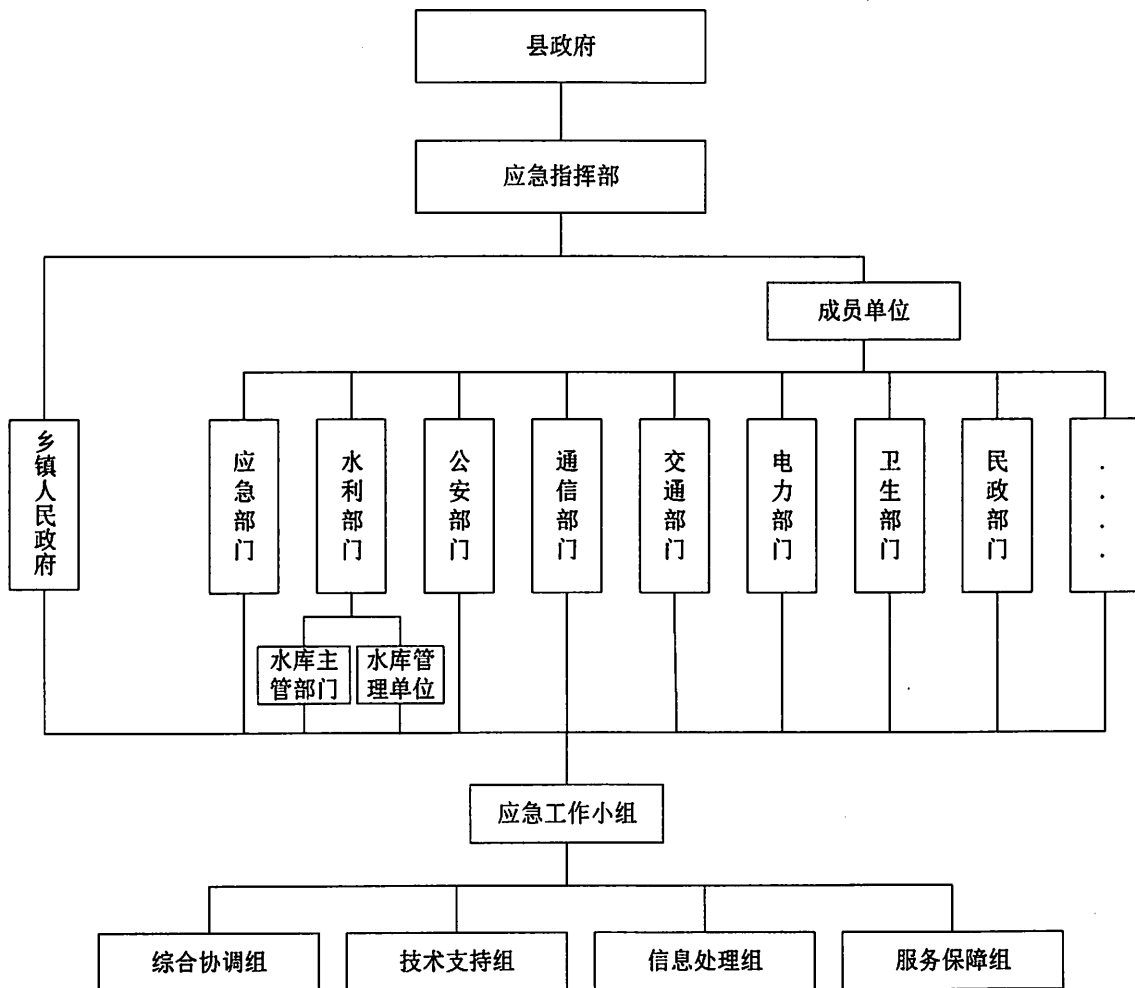 县政府
应急指挥部
成员单位
乡镇人民政府
应急部门
水利部门
公安部门
通信部门
交通部门
电力部门
卫生部门
民政部门
....
水库主
管部门
水库管
理单位
应急工作小组
综合协调组
技术支持组
信息处理组
服务保障组